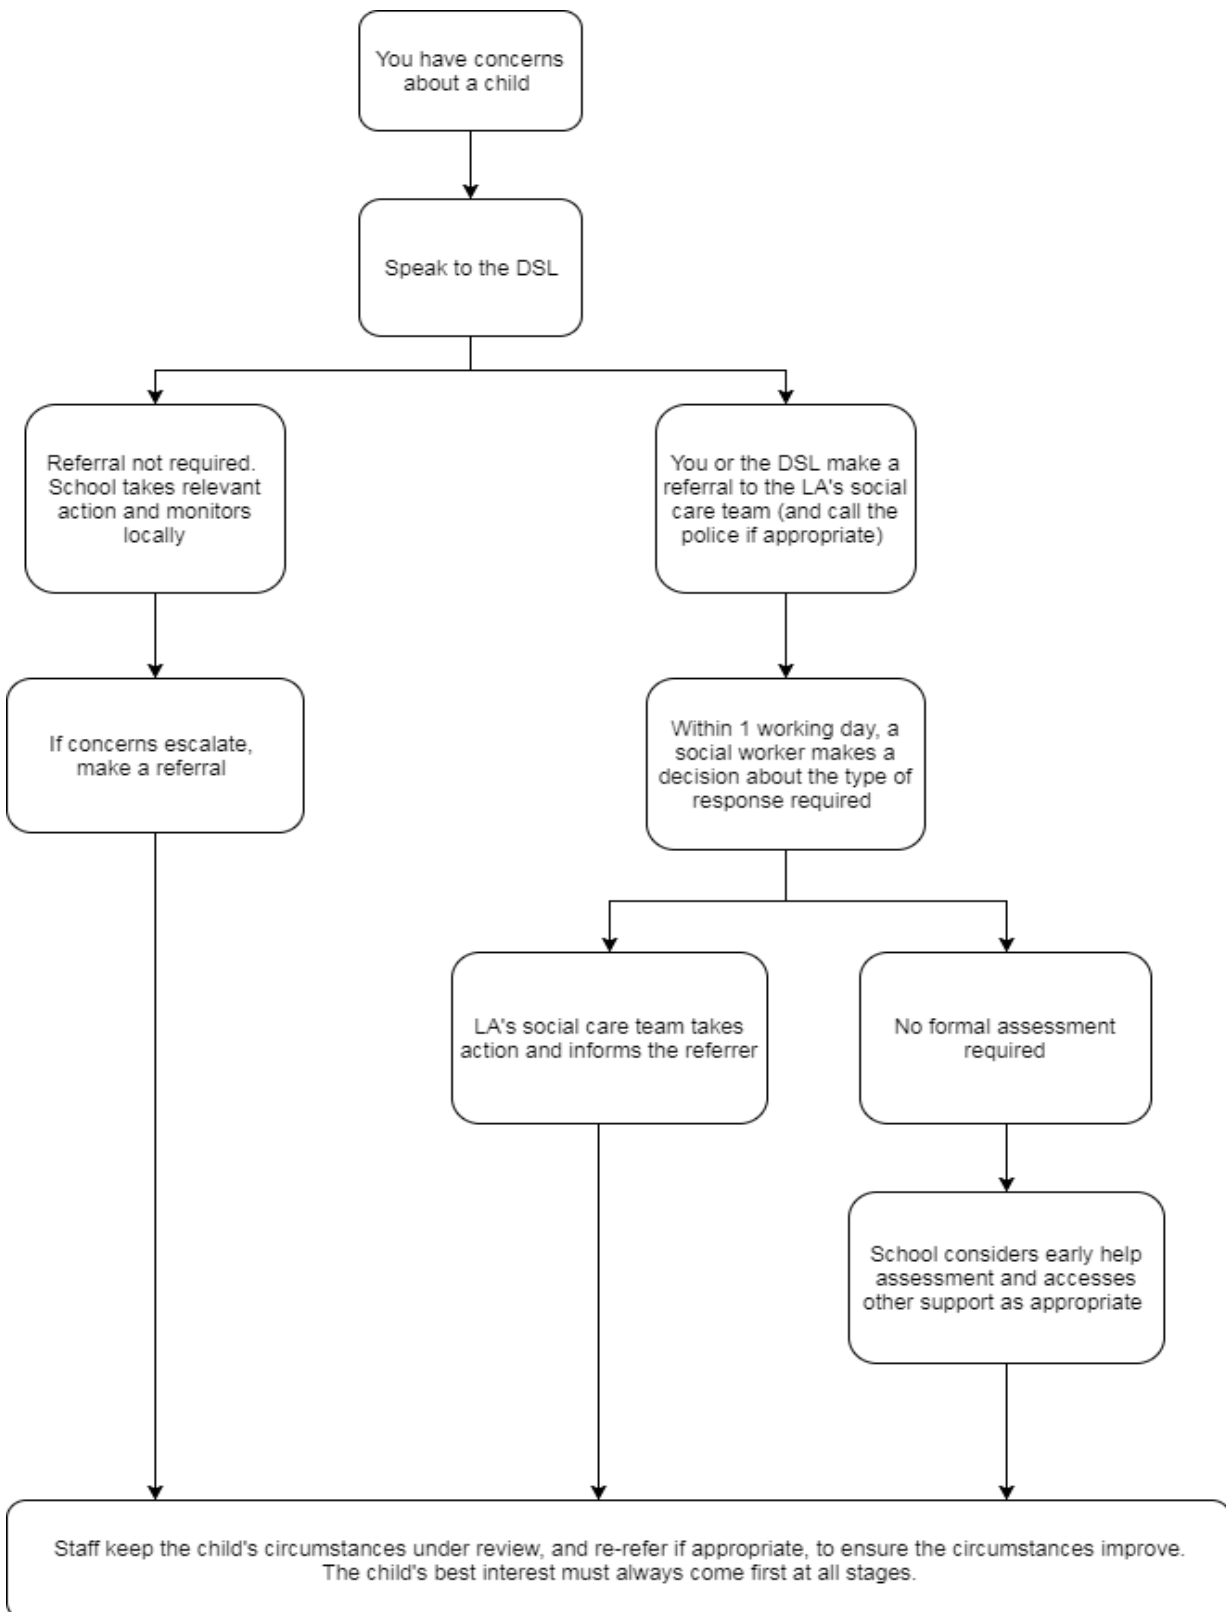 You have concerns
about a child
Speak to the DSL
Referral not required.
School takes relevant
action and monitors
locally
You or the DSL make a
referral to the LA's social
care team (and call the
police if appropriate)
If concerns escalate,
make a referral
Within 1 working day, a
social worker makes a
decision about the type of
response required
LA's social care team takes
action and informs the referrer
No formal assessment
required
School considers early help
assessment and accesses
other support as appropriate
Staff keep the child's circumstances under review, and re-refer if appropriate, to ensure the circumstances improve.
The child's best interest must always come first at all stages.